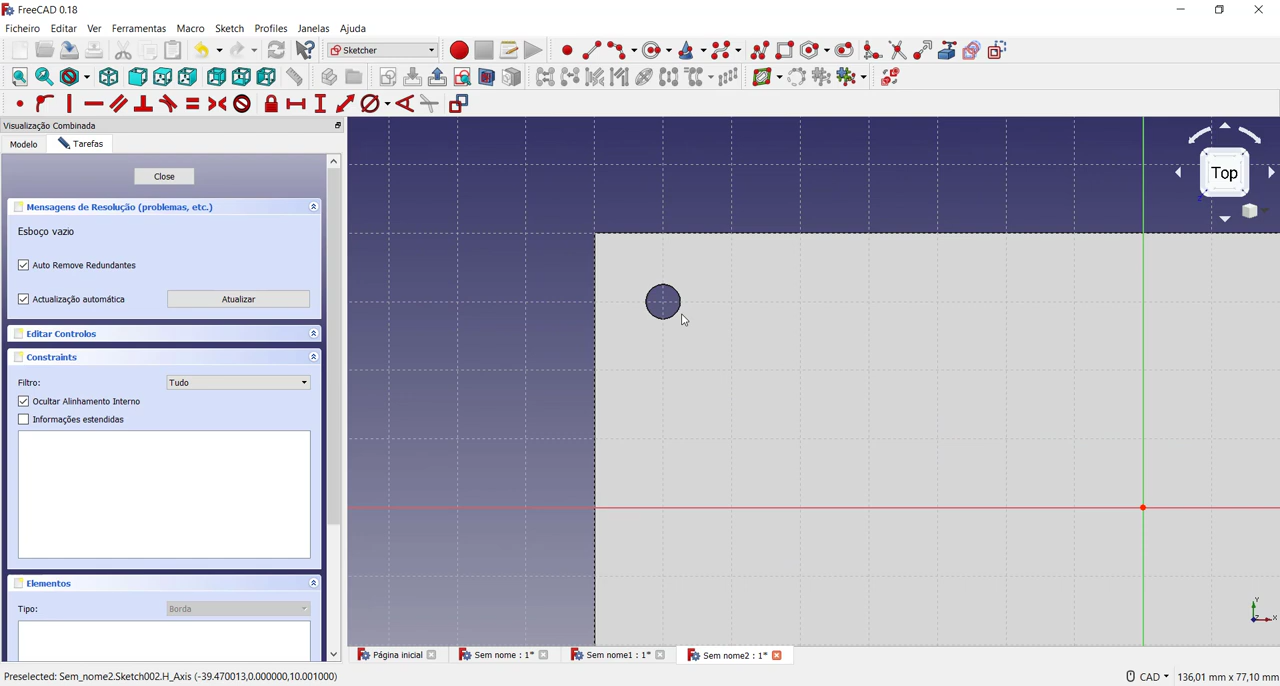 FreeCAD 0.18
Ficheiro Editar Ver Ferramentas Macro Sketch Profiles Janelas Ajuda
Sketcher
Visualização Combinada
Modelo Tarefas
Close
Mensagens de Resolução (problemas, etc.)
Esboço vazio
Auto Remove Redundantes
Actualização automática Atualizar
Editar Controlos
Constraints
Filtro: Tudo
Ocultar Alinhamento Interno
Informações estendidas
Elementos
Tipo: Borda
Top
Z
Y
Z X
Página inicial Sem nome : 1* Sem nome1 : 1* Sem nome2 : 1*
Preselected: Sem_nome2.Sketch002.H_Axis (-39.470013,0.000000,10.001000) CAD 136,01 mm x 77,10 mm